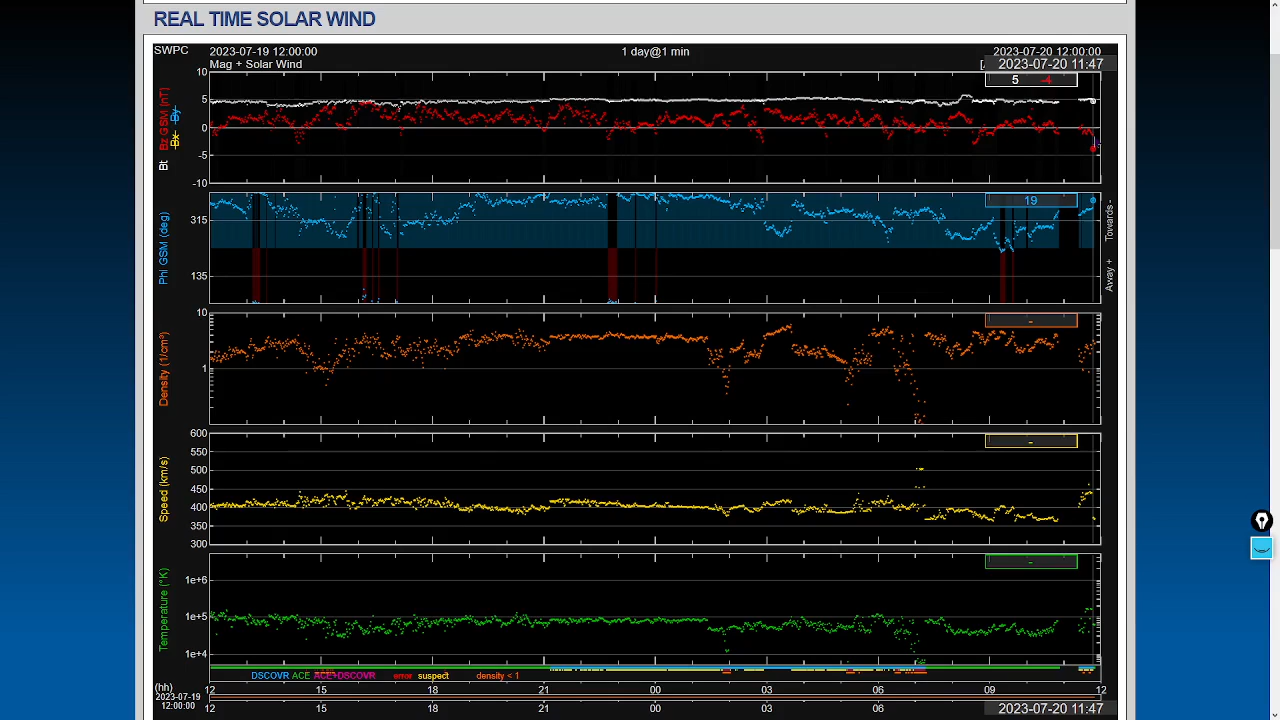 REAL TIME SOLAR WIND
SWPC 2023-07-19 12:00:00 1 day@1 min 2023-07-20 12:00:00
Mag + Solar Wind 2023-07-20 11:47
5 -4
Bt Bz GSM (nT)
Bx By
10
5
0
-5
-10
Phi GSM (deg)
315
135
19
Towards -
Away +
Density (1/cm³)
10
1
-
Speed (km/s)
600
550
500
450
400
350
300
-
Temperature (°K)
1e+6
1e+5
1e+4
-
DSCOVR ACE ACE+DSCOVR error suspect density < 1
(hh) 12 15 18 21 00 03 06 09 12
2023-07-19
12:00:00 12 15 18 21 00 03 06 2023-07-20 11:47